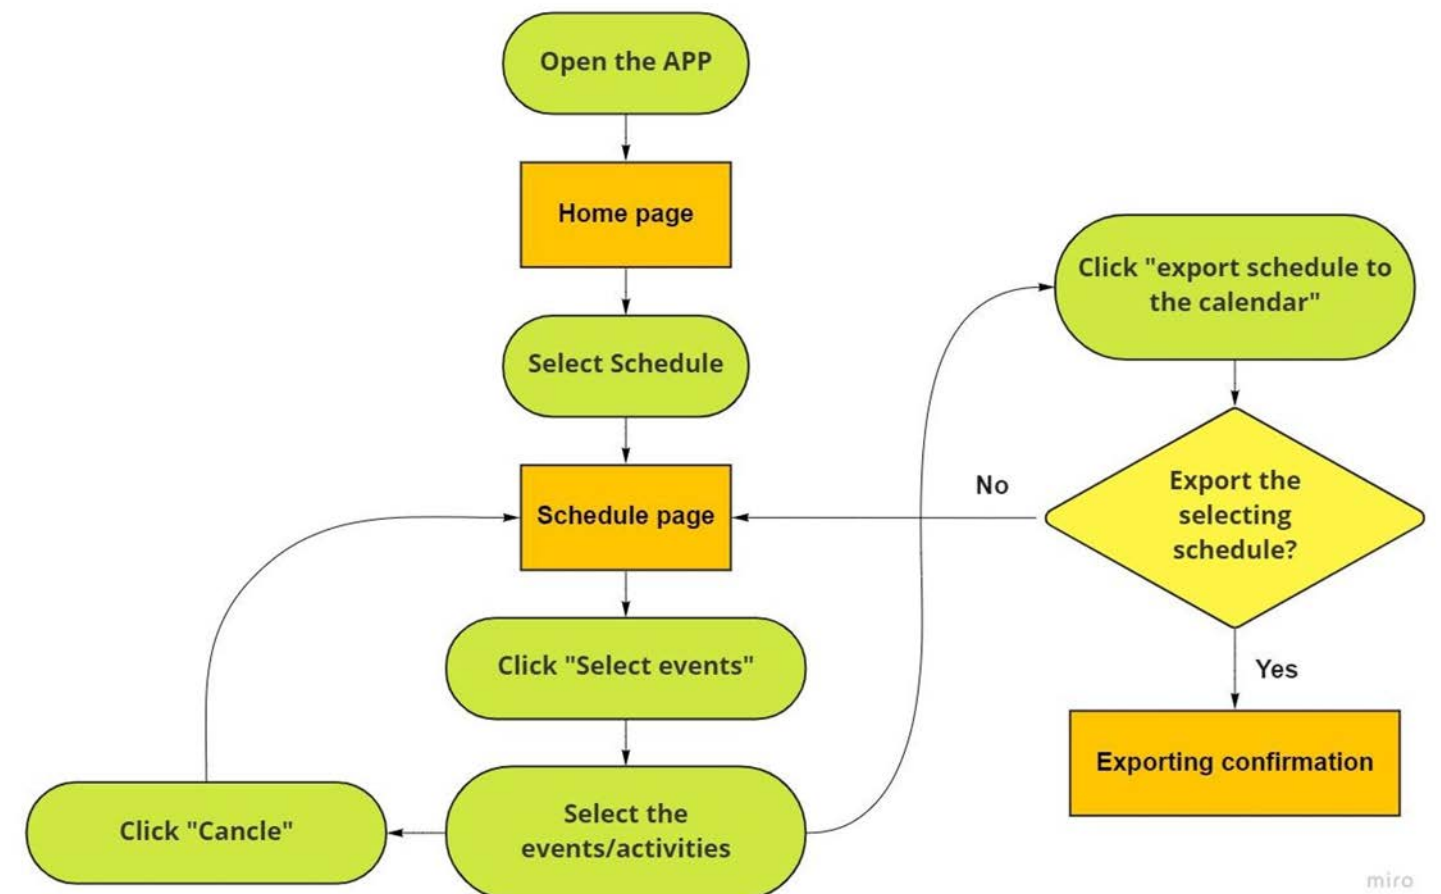 Open the APP
Home page
Select Schedule
Schedule page
Click "Select events"
Select the
events/activities
Click "Cancle"
Click "export schedule to
the calendar"
Export the
selecting
schedule?
No
Yes
Exporting confirmation
miro